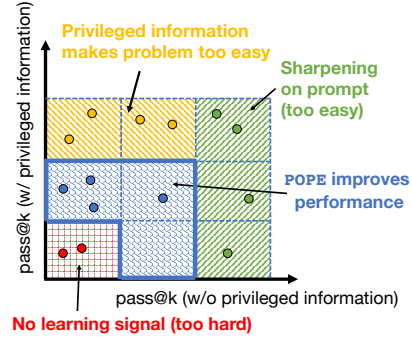 Privileged information
makes problem too easy
Sharpening
on prompt
(too easy)
POPE improves
performance
pass@k (w/ privileged information)
pass@k (w/o privileged information)
No learning signal (too hard)